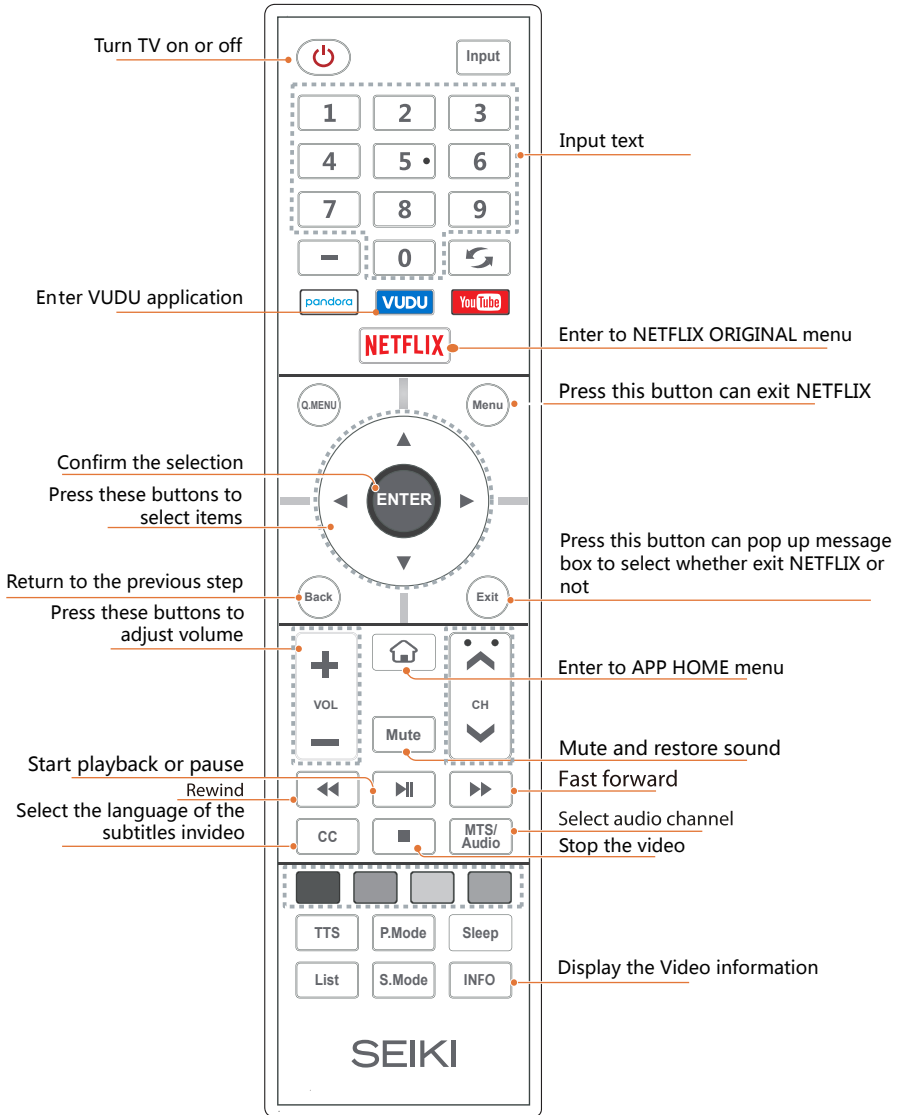 Turn TV on or off
Input
1 2 3
Input text
4 5 6
7 8 9
– 0
Enter VUDU application
pandora VUDU YouTube
NETFLIX
Enter to NETFLIX ORIGINAL menu
Q.MENU
Menu
Press this button can exit NETFLIX
Confirm the selection
ENTER
Press these buttons to
select items
Press this button can pop up message
box to select whether exit NETFLIX or
not
Return to the previous step
Back
Exit
Press these buttons to
adjust volume
Enter to APP HOME menu
VOL
CH
Mute
Mute and restore sound
Start playback or pause
Rewind
Fast forward
Select the language of the
subtitles invideo
CC
MTS/
Audio
Select audio channel
Stop the video
TTS P.Mode Sleep
List S.Mode INFO
Display the Video information
SEIKI